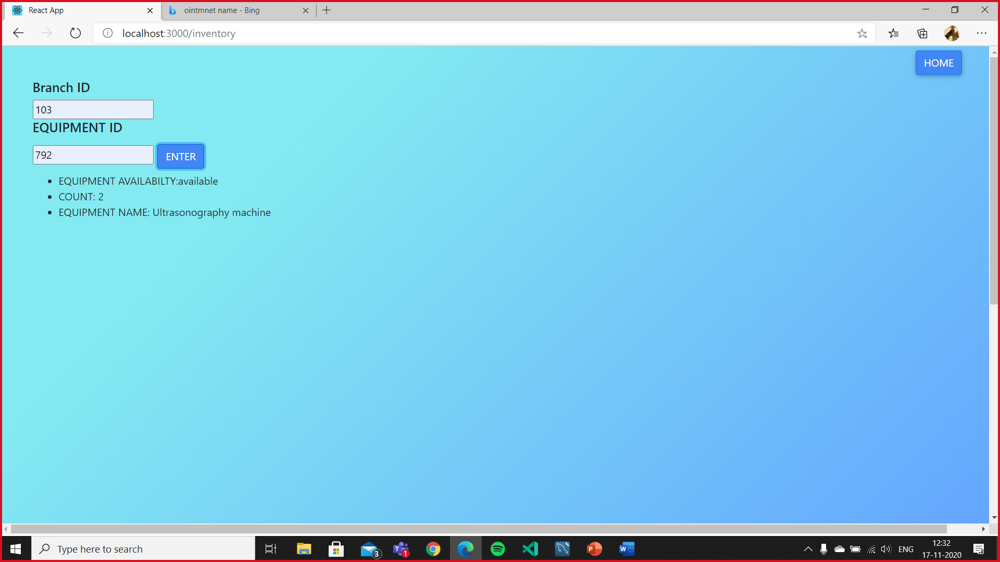 React App
ointmnet name - Bing
localhost:3000/inventory
HOME
Branch ID
103
EQUIPMENT ID
792
ENTER
EQUIPMENT AVAILABILTY:available
COUNT: 2
EQUIPMENT NAME: Ultrasonography machine
Type here to search
3
T
1
P
W
ENG
12:32
17-11-2020